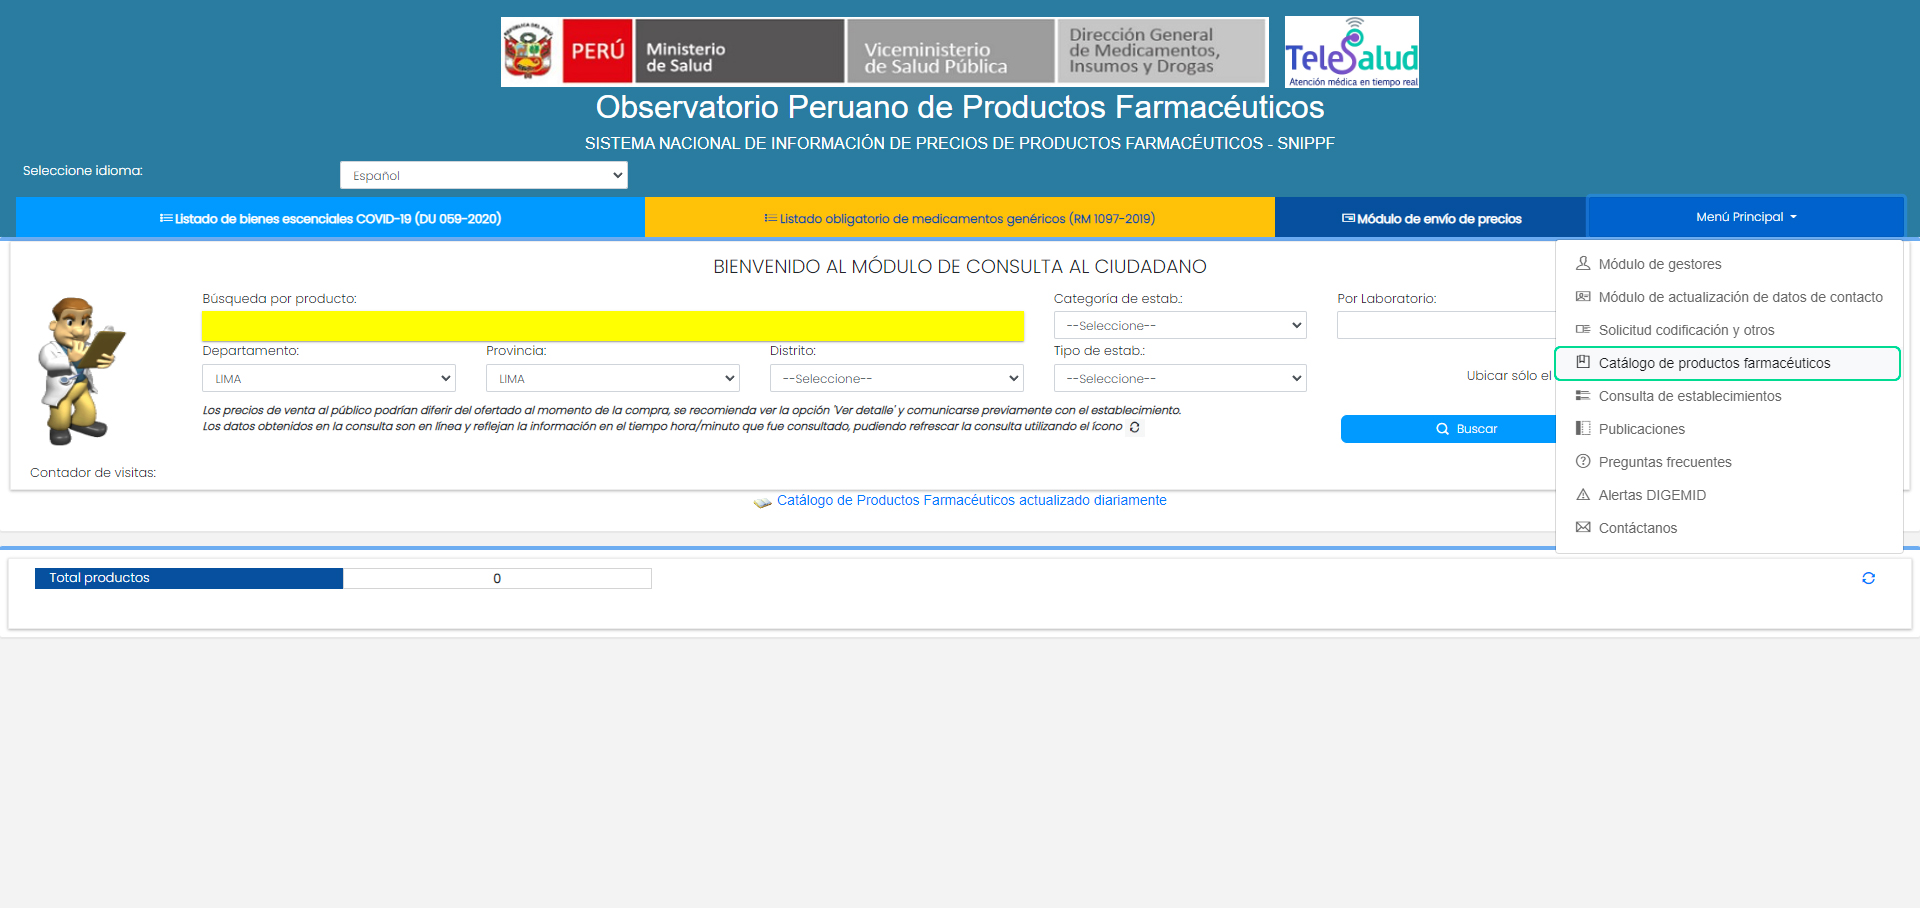 PERÚ
Ministerio
de Salud
Viceministerio
de Salud Pública
Dirección General
de Medicamentos,
Insumos y Drogas
REPUBLICA DEL PERU
TeleSalud
Atención médica en tiempo real
Observatorio Peruano de Productos Farmacéuticos
SISTEMA NACIONAL DE INFORMACIÓN DE PRECIOS DE PRODUCTOS FARMACÉUTICOS - SNIPPF
Seleccione idioma:
Español
Listado de bienes escenciales COVID-19 (DU 059-2020)
Listado obligatorio de medicamentos genéricos (RM 1097-2019)
Módulo de envío de precios
Menú Principal
BIENVENIDO AL MÓDULO DE CONSULTA AL CIUDADANO
Búsqueda por producto:
Categoría de estab.:
--Seleccione--
Por Laboratorio:
Departamento:
LIMA
Provincia:
LIMA
Distrito:
--Seleccione--
Tipo de estab.:
--Seleccione--
Ubicar sólo el
Los precios de venta al público podrían diferir del ofertado al momento de la compra, se recomienda ver la opción 'Ver detalle' y comunicarse previamente con el establecimiento.
Los datos obtenidos en la consulta son en línea y reflejan la información en el tiempo hora/minuto que fue consultado, pudiendo refrescar la consulta utilizando el ícono
Buscar
Contador de visitas:
Catálogo de Productos Farmacéuticos actualizado diariamente
Módulo de gestores
Módulo de actualización de datos de contacto
Solicitud codificación y otros
Catálogo de productos farmacéuticos
Consulta de establecimientos
Publicaciones
Preguntas frecuentes
Alertas DIGEMID
Contáctanos
Total productos
0